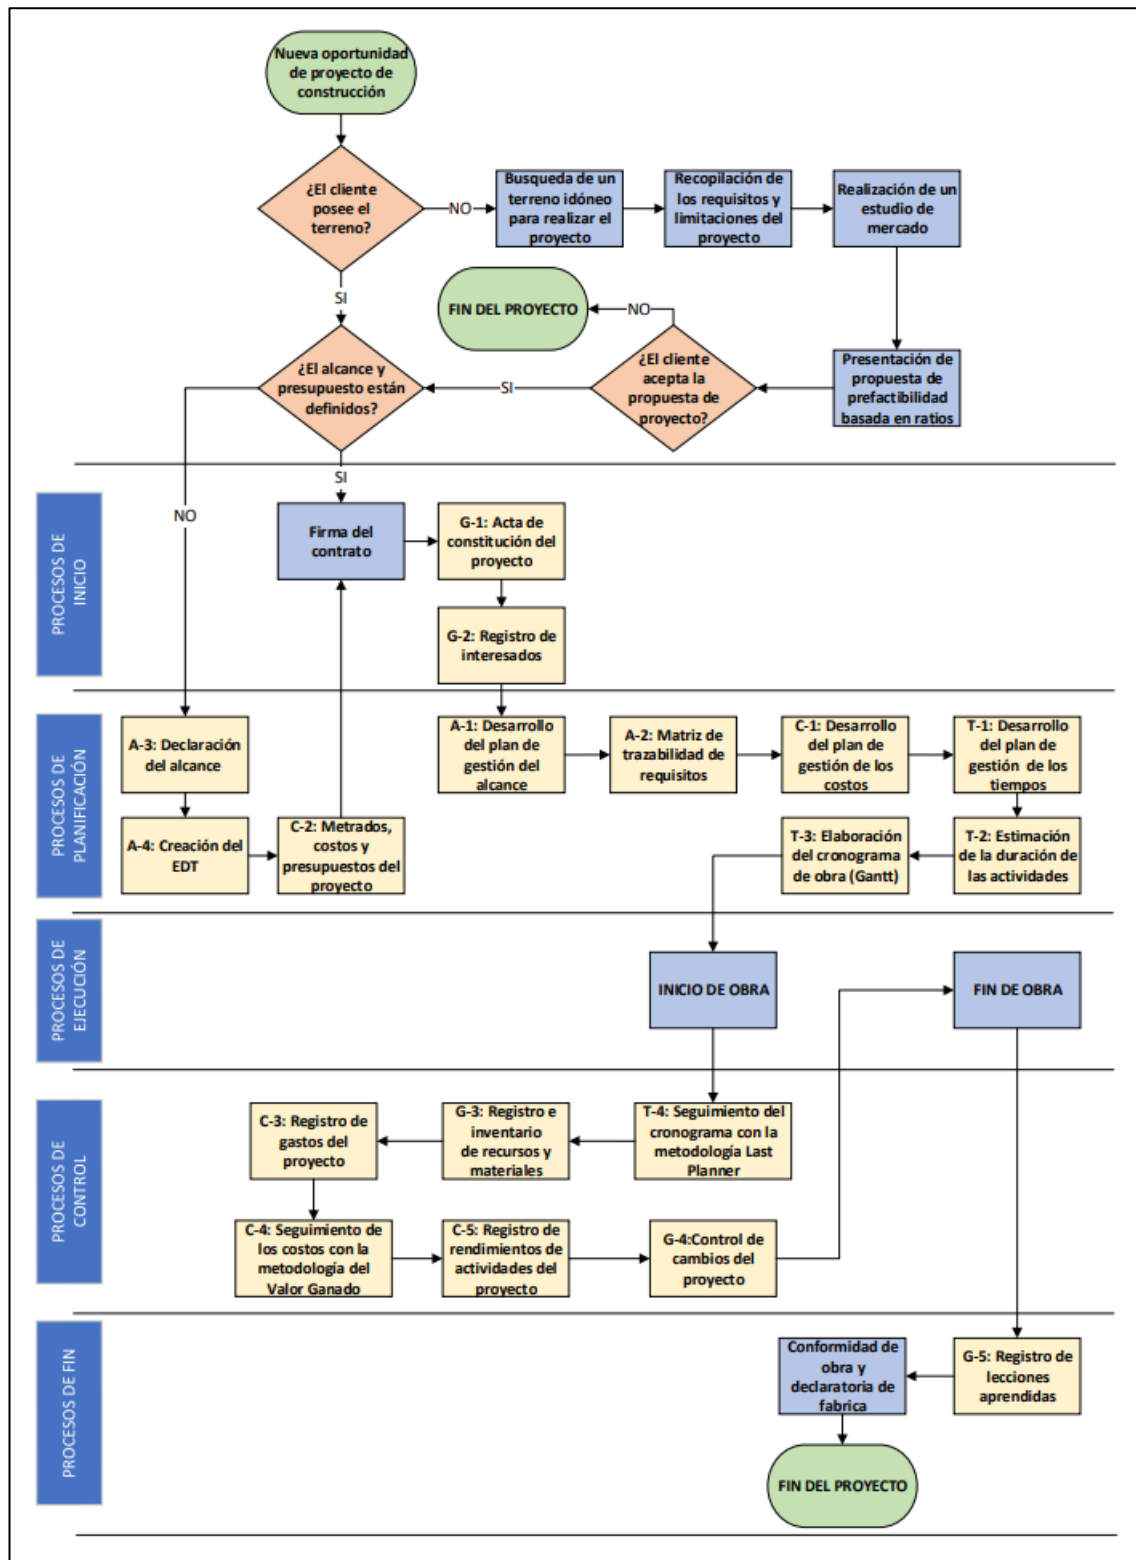 Nueva oportunidad
de proyecto de
construcción
¿El cliente
posee el
terreno?
NO
Busqueda de un
terreno idóneo
para realizar el
proyecto
Recopilación de
los requisitos y
limitaciones del
proyecto
Realización de un
estudio de
mercado
SI
FIN DEL PROYECTO
NO
¿El alcance y
presupuesto están
definidos?
SI
¿El cliente
acepta la
propuesta de
proyecto?
Presentación de
propuesta de
prefactibilidad
basada en ratios
SI
NO
PROCESOS DE
INICIO
Firma del
contrato
G-1: Acta de
constitución del
proyecto
G-2: Registro de
interesados
PROCESOS DE
PLANIFICACIÓN
A-3: Declaración
del alcance
A-1: Desarrollo
del plan de
gestión del
alcance
A-2: Matriz de
trazabilidad de
requisitos
C-1: Desarrollo
del plan de
gestión de los
costos
T-1: Desarrollo
del plan de
gestión de los
tiempos
A-4: Creación del
EDT
C-2: Metrados,
costos y
presupuestos del
proyecto
T-3: Elaboración
del cronograma
de obra (Gantt)
T-2: Estimación
de la duración de
las actividades
PROCESOS DE
EJECUCIÓN
INICIO DE OBRA
FIN DE OBRA
PROCESOS DE
CONTROL
C-3: Registro de
gastos del
proyecto
G-3: Registro e
inventario
de recursos y
materiales
T-4: Seguimiento del
cronograma con la
metodología Last
Planner
C-4: Seguimiento de
los costos con la
metodología del
Valor Ganado
C-5: Registro de
rendimientos de
actividades del
proyecto
G-4:Control de
cambios del
proyecto
PROCESOS DE FIN
Conformidad de
obra y
declaratoria de
fabrica
G-5: Registro de
lecciones
aprendidas
FIN DEL PROYECTO